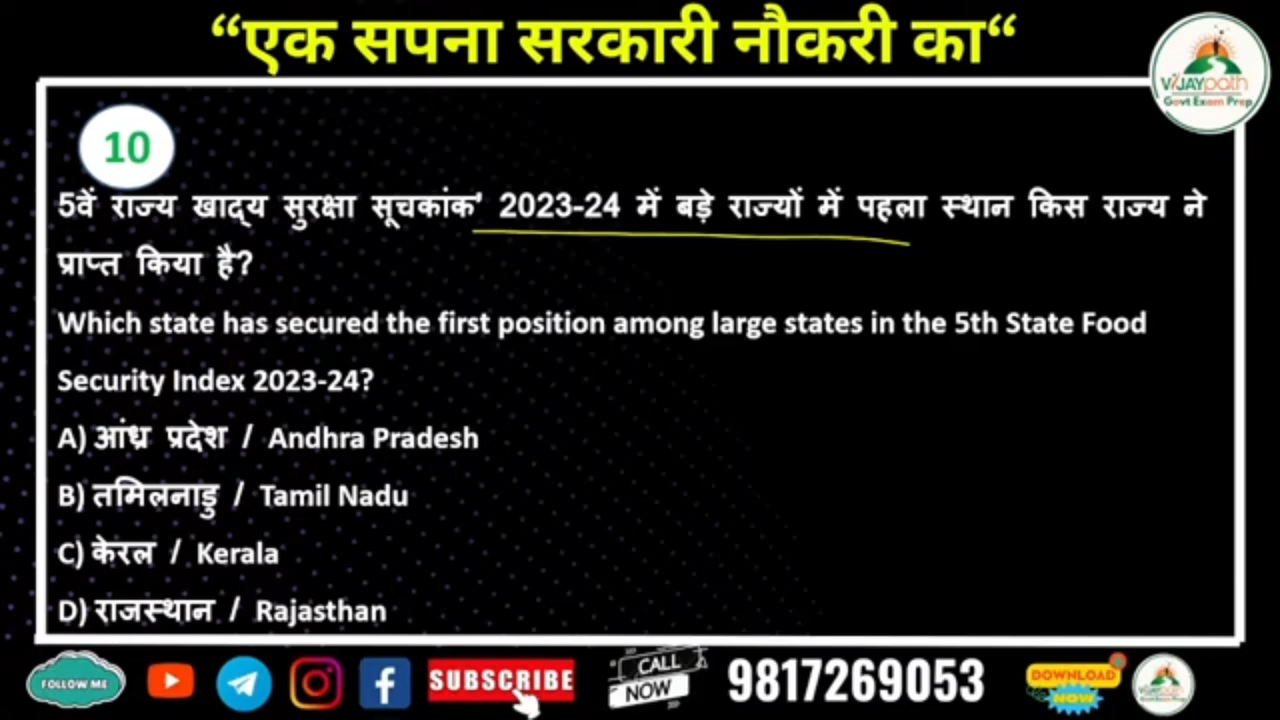 “एक सपना सरकारी नौकरी का“
VIJAYpath
Govt Exam Prep
10
5वें राज्य खाद्य सुरक्षा सूचकांक' 2023-24 में बड़े राज्यों में पहला स्थान किस राज्य ने
प्राप्त किया है?
Which state has secured the first position among large states in the 5th State Food
Security Index 2023-24?
A) आंध्र प्रदेश / Andhra Pradesh
B) तमिलनाडु / Tamil Nadu
C) केरल / Kerala
D) राजस्थान / Rajasthan
FOLLOW ME
SUBSCRIBE
CALL
NOW
9817269053
DOWNLOAD
NOW